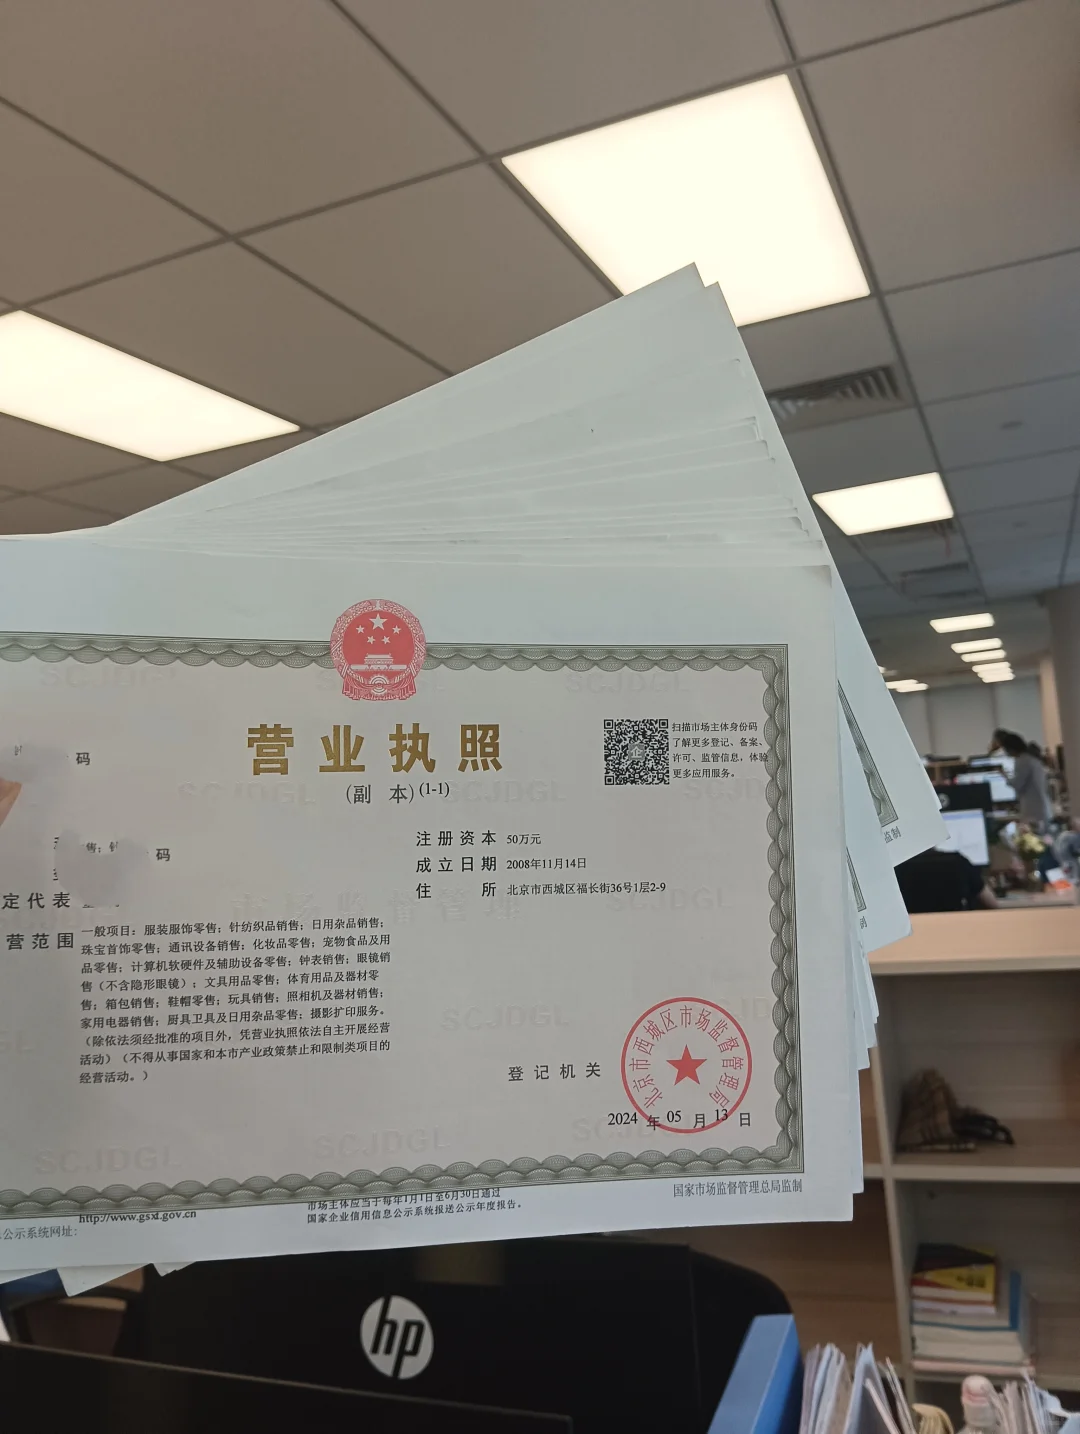 营业执照
(副 本)(1-1)
扫描市场主体身份码
了解更多登记、备案、
许可、监管信息，体验
更多应用服务。
企
码
售；
码
注册资本 50万元
成立日期 2008年11月14日
住 所 北京市西城区福长街36号1层2-9
定代表
营范围
一般项目：服装服饰零售；针纺织品销售；日用杂品销售；
珠宝首饰零售；通讯设备销售；化妆品零售；宠物食品及用
品零售；计算机软硬件及辅助设备零售；钟表销售；眼镜销
售（不含隐形眼镜）；文具用品零售；体育用品及器材零
售；箱包销售；鞋帽零售；玩具销售；照相机及器材销售；
家用电器销售；厨具卫具及日用杂品零售；摄影扩印服务。
（除依法须经批准的项目外，凭营业执照依法自主开展经营
活动）（不得从事国家和本市产业政策禁止和限制类项目的
经营活动。）
登记机关
北京市西城区市场监督管理局
2024 年 05 月 13 日
SCJDGL
市场监督管理
http://www.gsxt.gov.cn
公示系统网址：
市场主体应当于每年1月1日至6月30日通过
国家企业信用信息公示系统报送公示年度报告。
国家市场监督管理总局监制
监制
制
hp